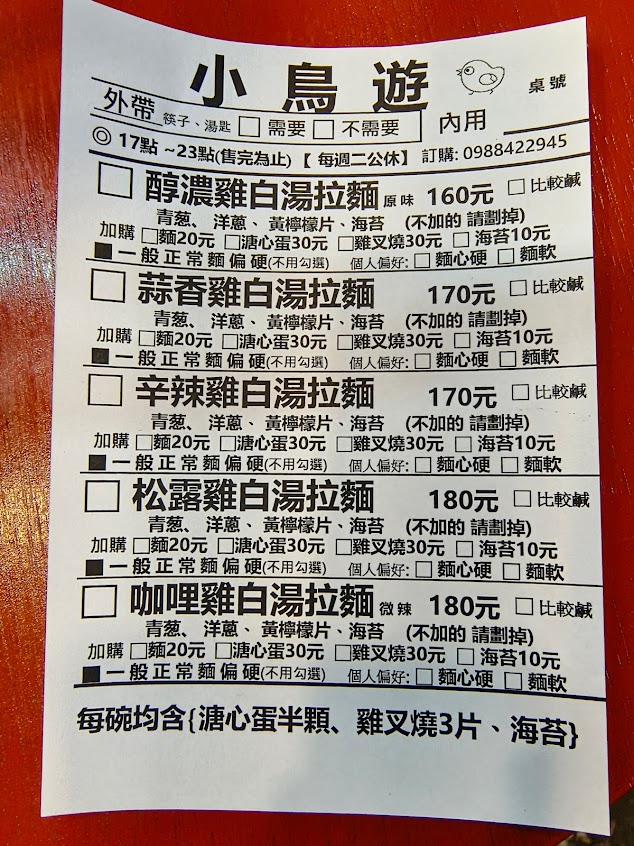 小鳥遊
外帶 筷子、湯匙 □ 需要 □ 不需要 內用 桌號
◎ 17點 ~23點(售完為止)【 每週二公休】 訂購: 0988422945
□ 醇濃雞白湯拉麵 原味 160元 □ 比較鹹
青葱、洋蔥、黃檸檬片、海苔 (不加的 請劃掉)
加購 □麵20元 □溏心蛋30元 □雞叉燒30元 □ 海苔10元
■一般正常麵偏硬(不用勾選) 個人偏好: □ 麵心硬 □ 麵軟
□ 蒜香雞白湯拉麵 170元 □ 比較鹹
青葱、洋蔥、黃檸檬片、海苔 (不加的 請劃掉)
加購 □麵20元 □溏心蛋30元 □雞叉燒30元 □ 海苔10元
■一般正常麵偏硬(不用勾選) 個人偏好: □ 麵心硬 □ 麵軟
□ 辛辣雞白湯拉麵 170元 □ 比較鹹
青葱、洋蔥、黃檸檬片、海苔 (不加的 請劃掉)
加購 □麵20元 □溏心蛋30元 □雞叉燒30元 □ 海苔10元
■一般正常麵偏硬(不用勾選) 個人偏好: □ 麵心硬 □ 麵軟
□ 松露雞白湯拉麵 180元 □ 比較鹹
青葱、洋蔥、黃檸檬片、海苔 (不加的 請劃掉)
加購 □麵20元 □溏心蛋30元 □雞叉燒30元 □ 海苔10元
■一般正常麵偏硬(不用勾選) 個人偏好: □ 麵心硬 □ 麵軟
□ 咖哩雞白湯拉麵 微辣 180元 □ 比較鹹
青葱、洋蔥、黃檸檬片、海苔 (不加的 請劃掉)
加購 □麵20元 □溏心蛋30元 □雞叉燒30元 □ 海苔10元
■一般正常麵偏硬(不用勾選) 個人偏好: □ 麵心硬 □ 麵軟
每碗均含{溏心蛋半顆、雞叉燒3片、海苔}